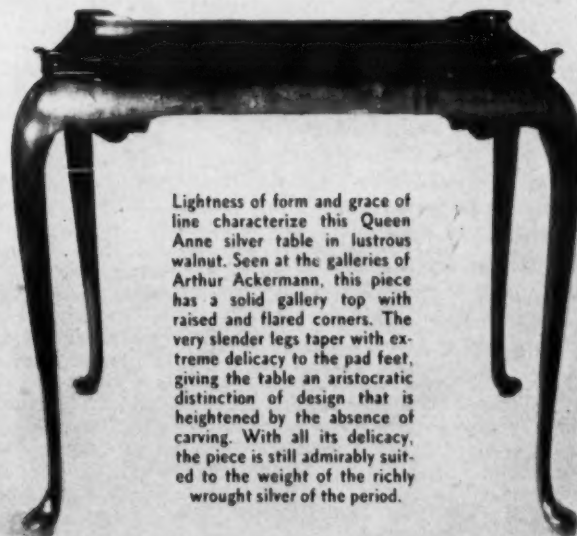 Lightness of form and grace of
line characterize this Queen
Anne silver table in lustrous
walnut. Seen at the galleries of
Arthur Ackermann, this piece
has a solid gallery top with
raised and flared corners. The
very slender legs taper with ex-
treme delicacy to the pad feet,
giving the table an aristocratic
distinction of design that is
heightened by the absence of
carving. With all its delicacy,
the piece is still admirably suit-
ed to the weight of the richly
wrought silver of the period.